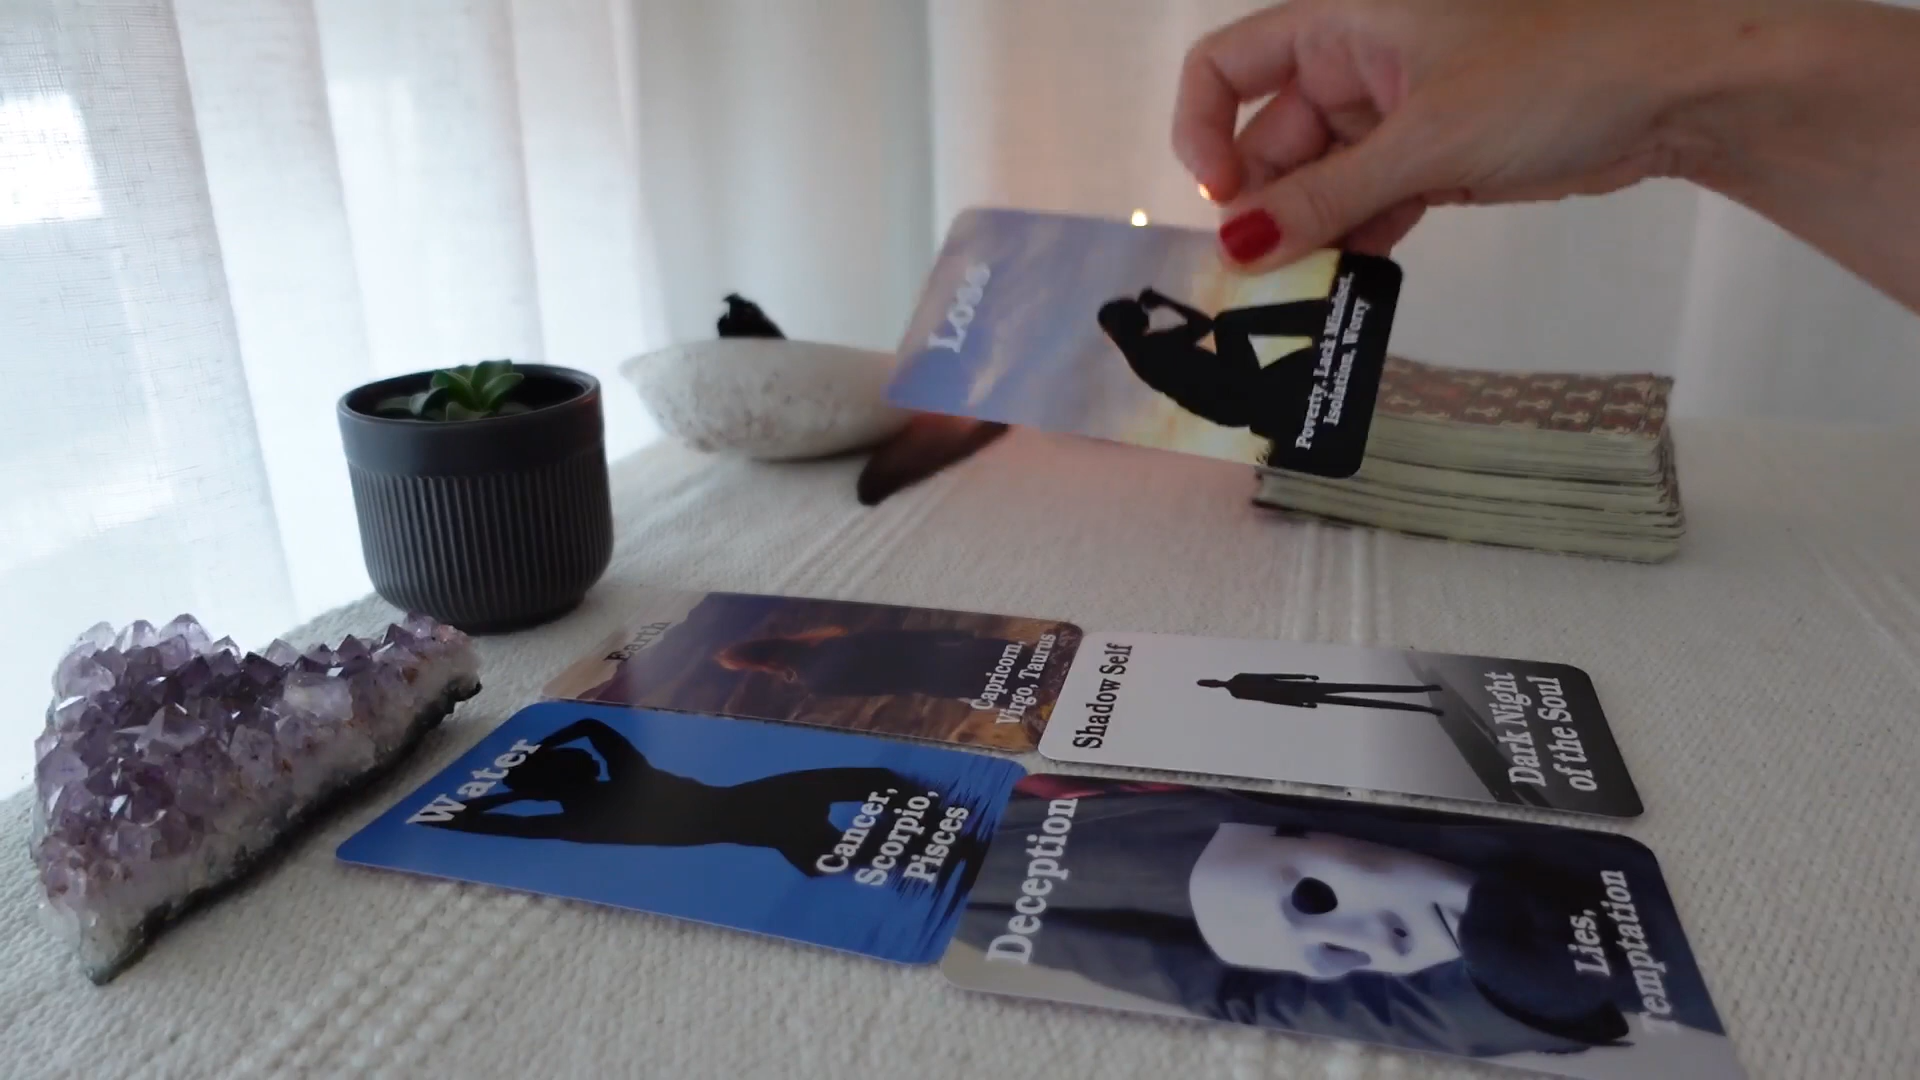 Loss
Poverty, Lack Mindset,
Isolation, Worry
Earth
Capricorn,
Virgo, Taurus
Shadow Self
Dark Night
of the Soul
Water
Cancer,
Scorpio,
Pisces
Deception
Lies,
Temptation